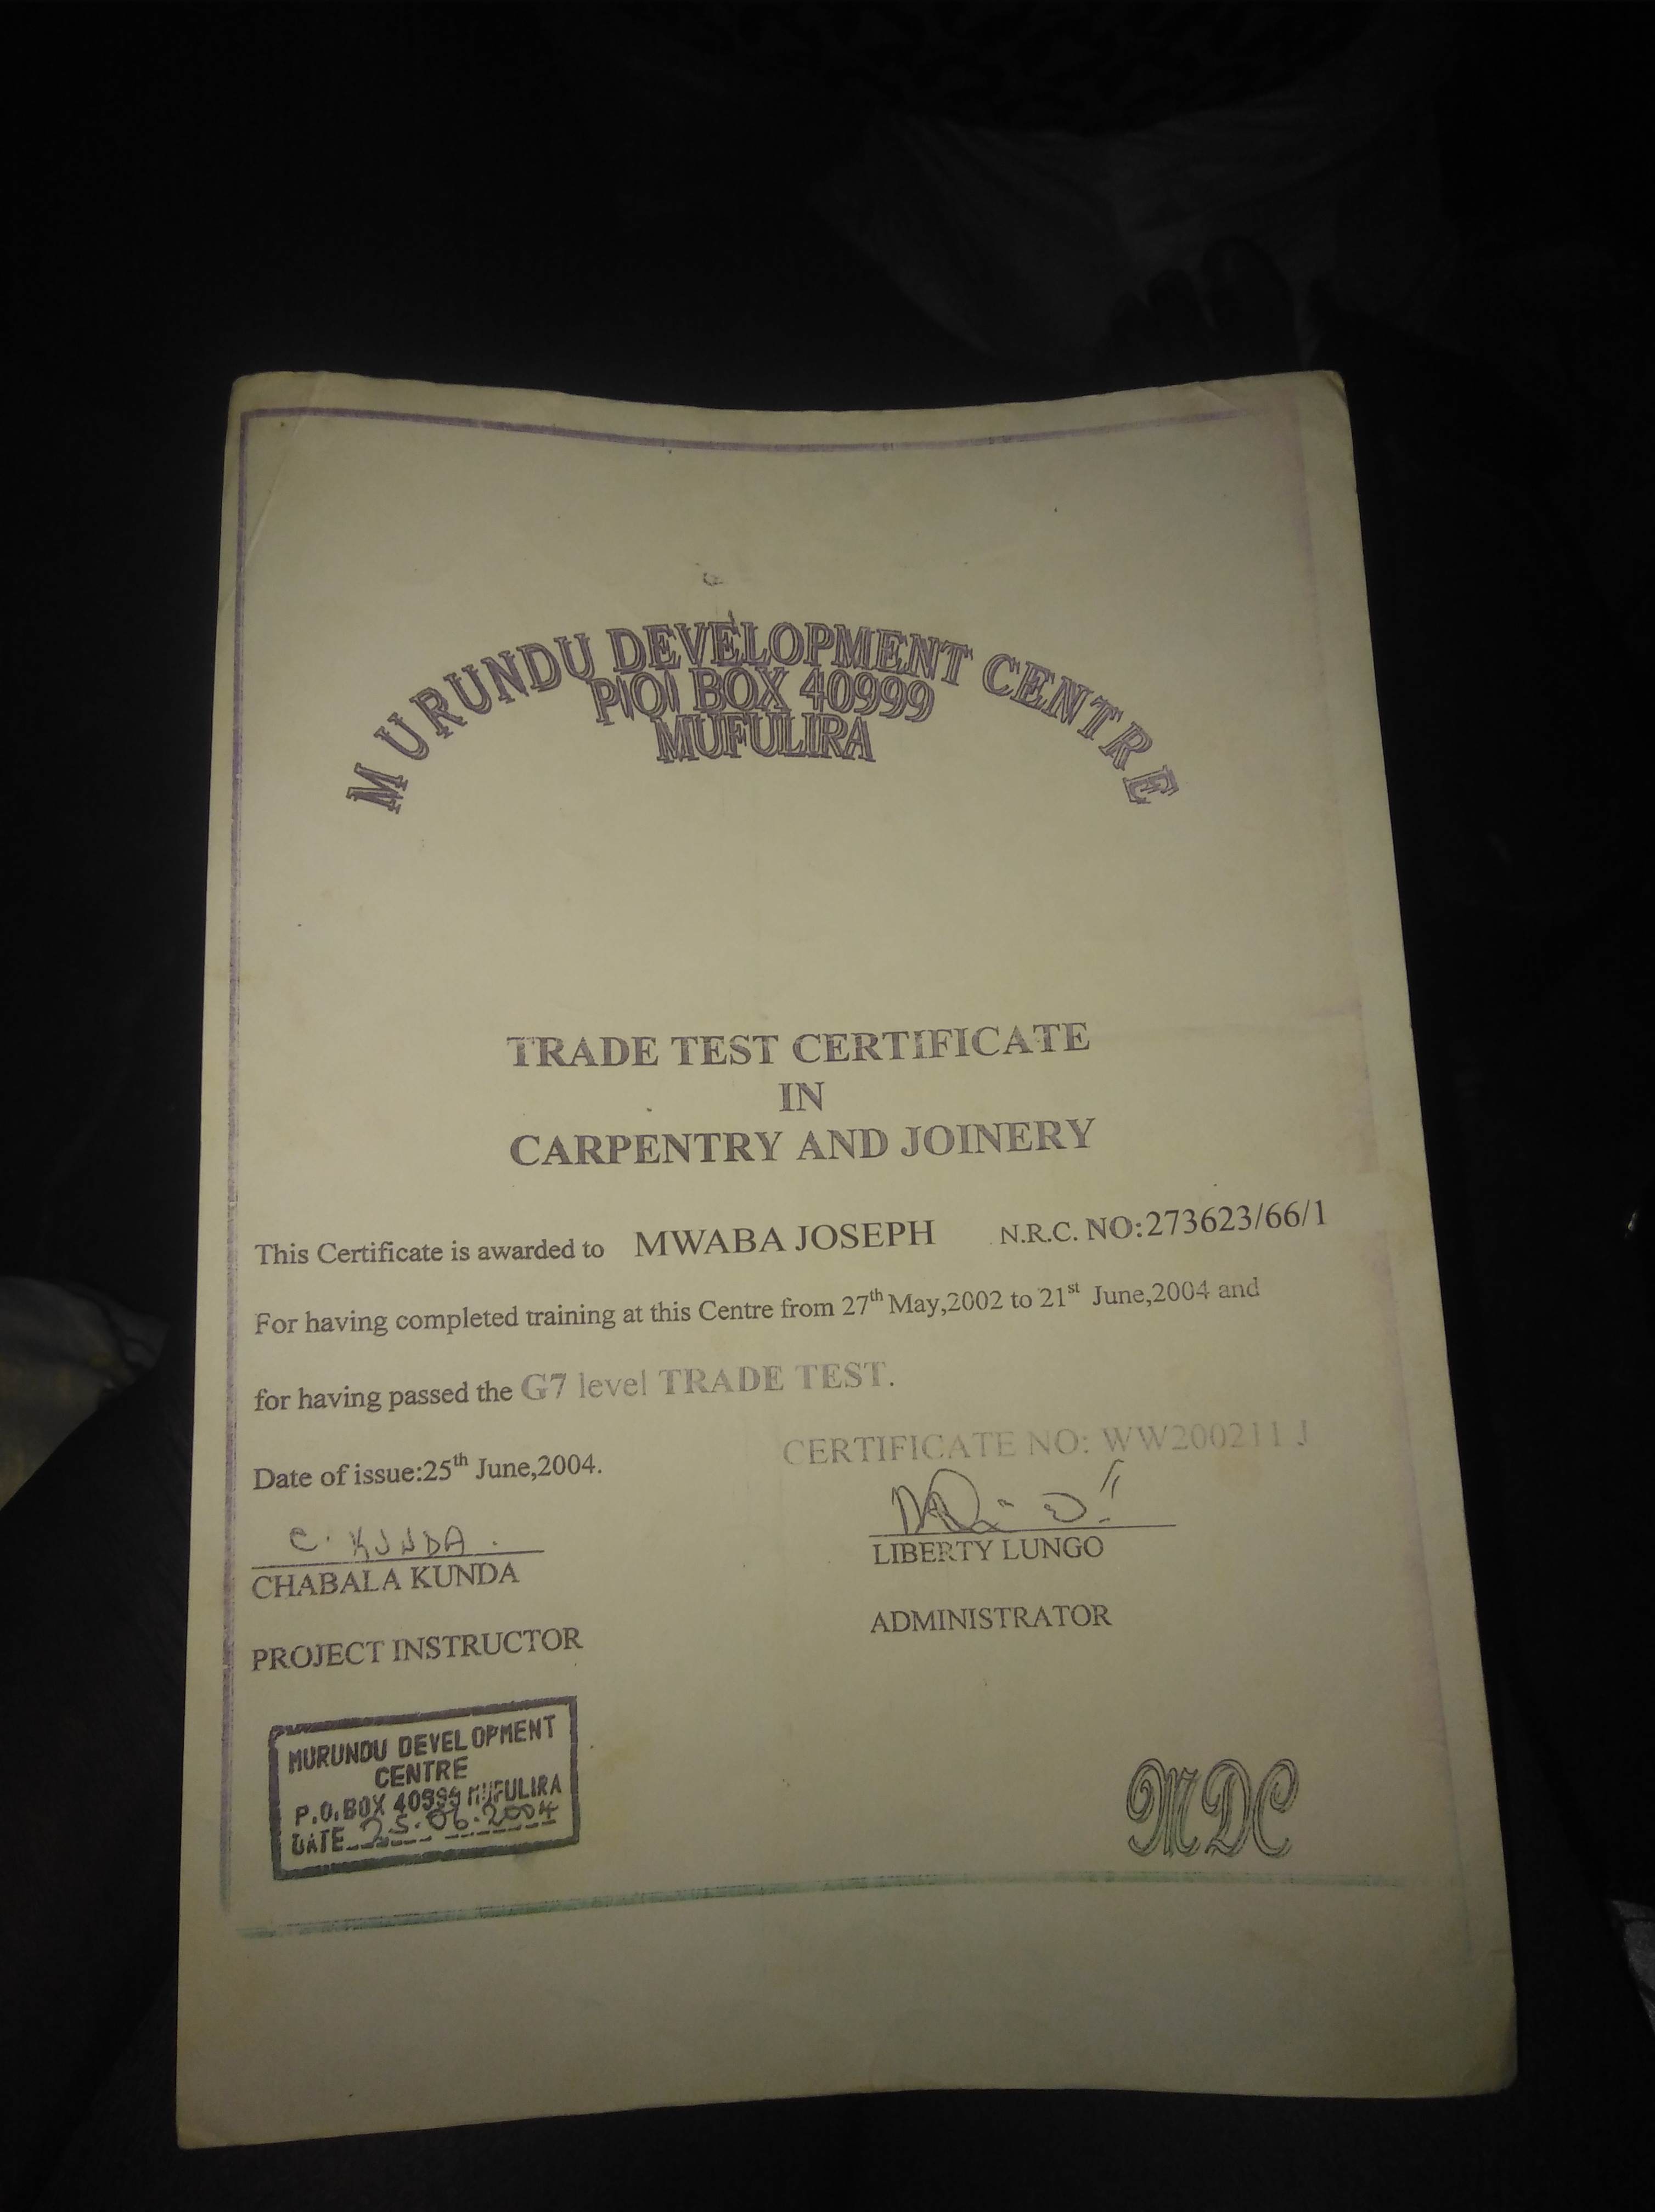 MURUNDU DEVELOPMENT CENTRE
P.O. BOX 40999
MUFULIRA
TRADE TEST CERTIFICATE
IN
CARPENTRY AND JOINERY
This Certificate is awarded to MWABA JOSEPH N.R.C. NO:273623/66/1
For having completed training at this Centre from 27th May,2002 to 21st June,2004 and
for having passed the G7 level TRADE TEST.
CERTIFICATE NO: WW200211 J
Date of issue:25th June,2004.
C. KUNDA.
CHABALA KUNDA
LIBERTY LUNGO
PROJECT INSTRUCTOR
ADMINISTRATOR
MURUNDU DEVELOPMENT
CENTRE
P.O. BOX 40999 MUFULIRA
DATE 25.06.2004
MDC